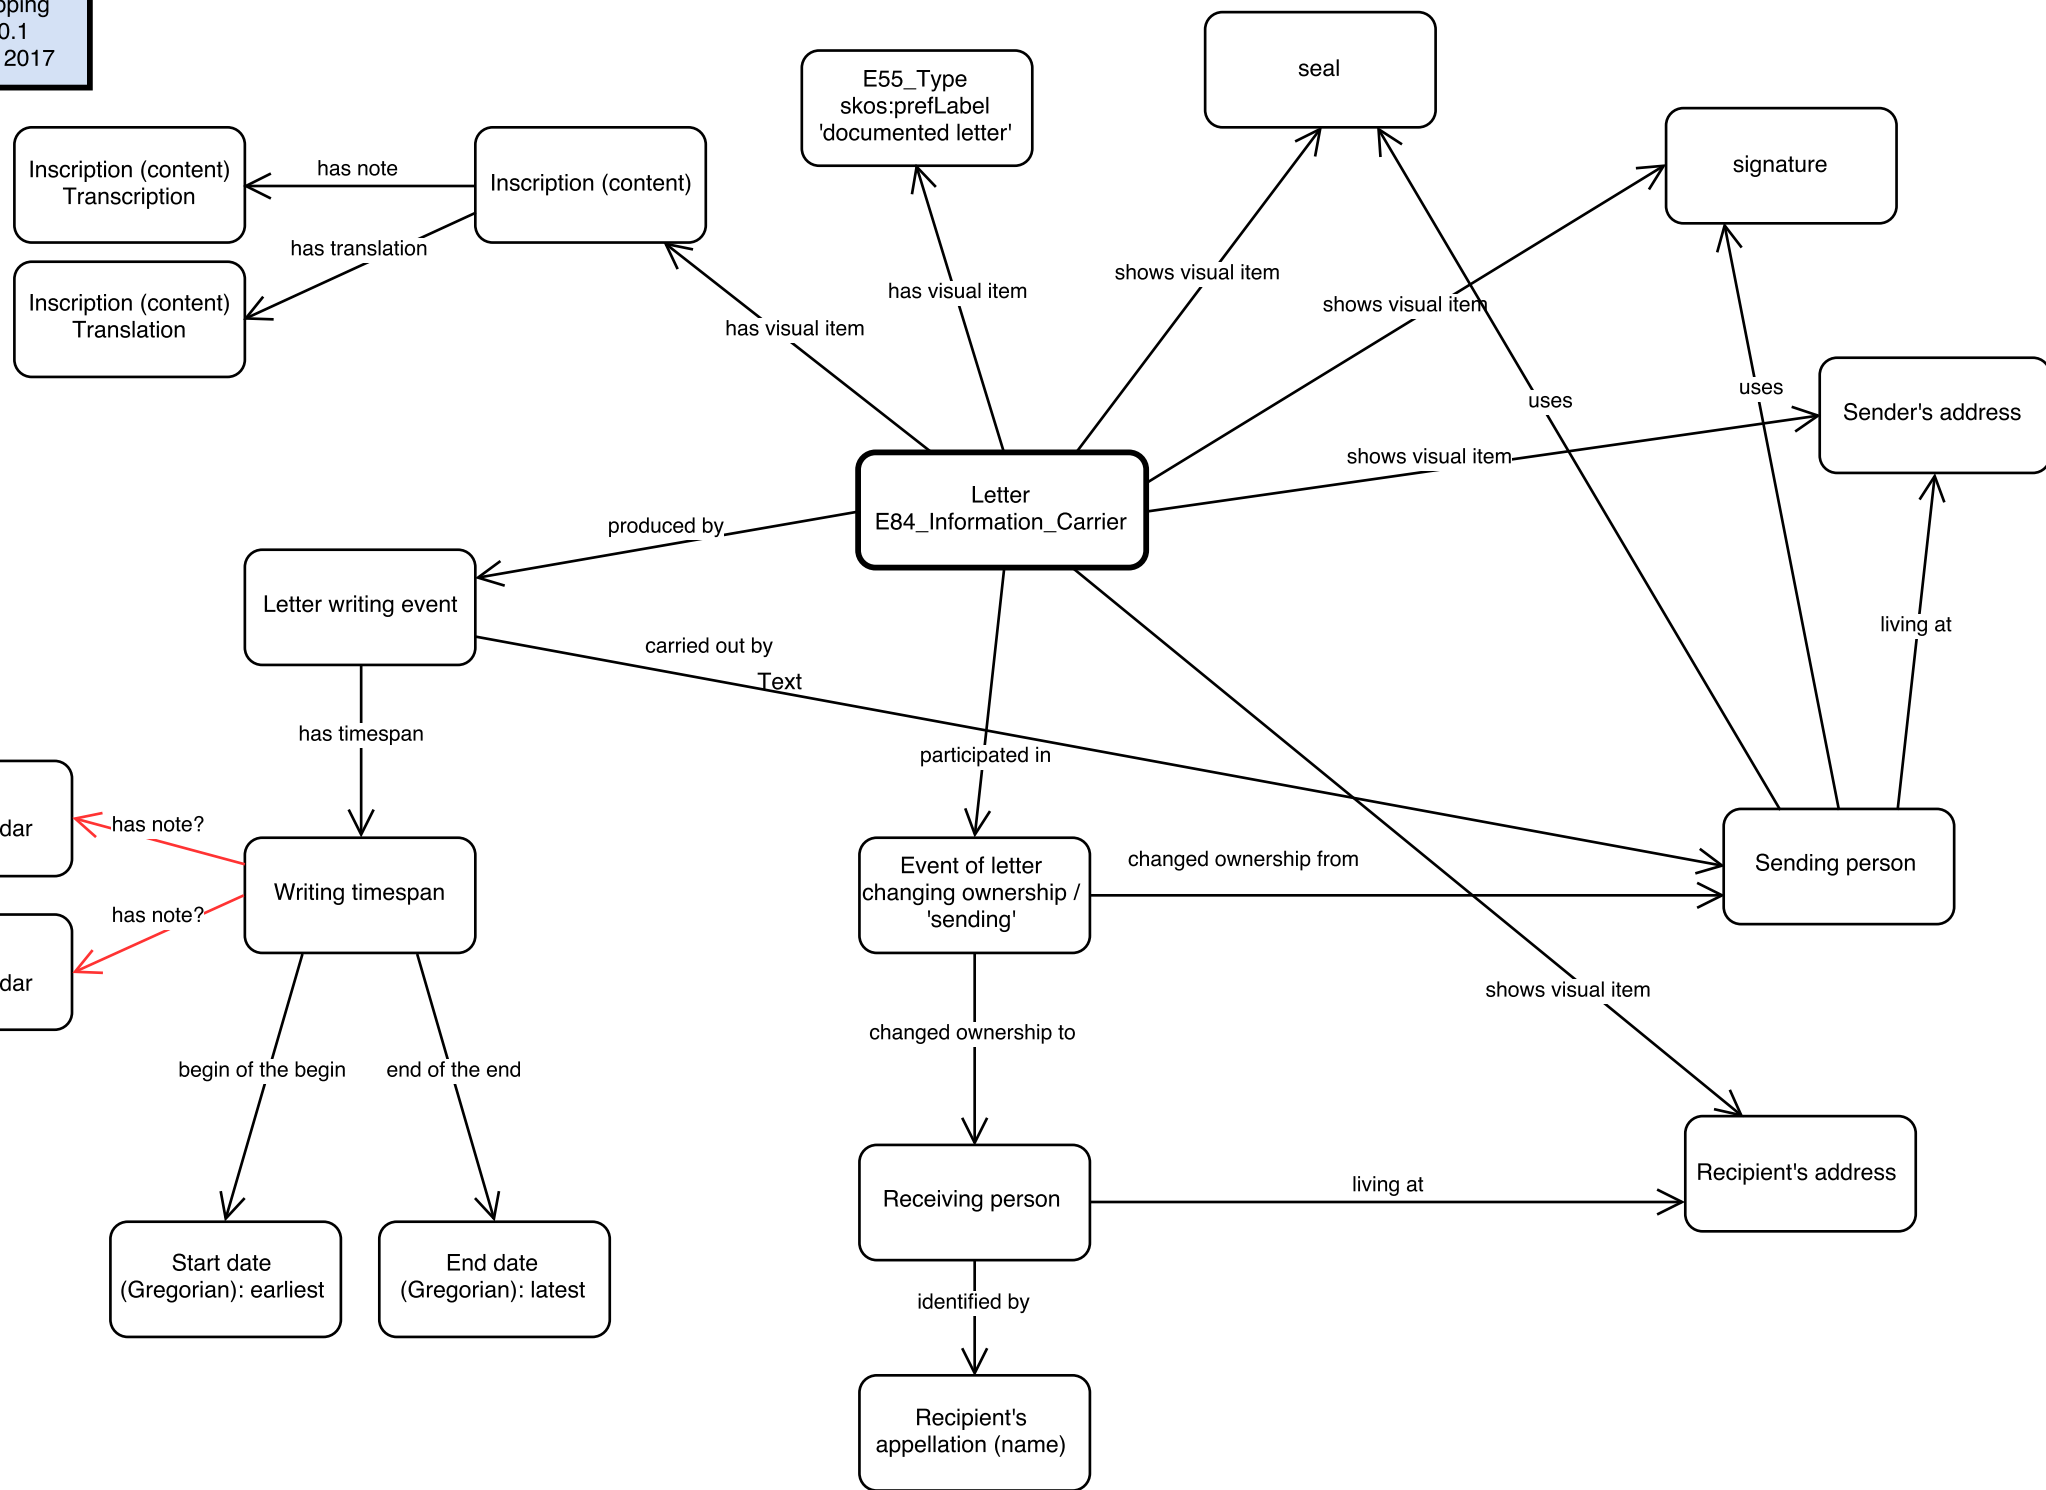 0.1
2017
seal
E55_Type
skos:prefLabel
'documented letter'
signature
Inscription (content)
Transcription
has note
Inscription (content)
has translation
Inscription (content)
Translation
has visual item
has visual item
shows visual item
shows visual item
uses
uses
Sender's address
shows visual item
Letter
E84_Information_Carrier
produced by
Letter writing event
carried out by
Text
living at
has timespan
participated in
dar
has note?
Writing timespan
has note?
dar
Event of letter
changing ownership /
'sending'
changed ownership from
Sending person
shows visual item
changed ownership to
begin of the begin
end of the end
Receiving person
living at
Recipient's address
Start date
(Gregorian): earliest
End date
(Gregorian): latest
identified by
Recipient's
appellation (name)